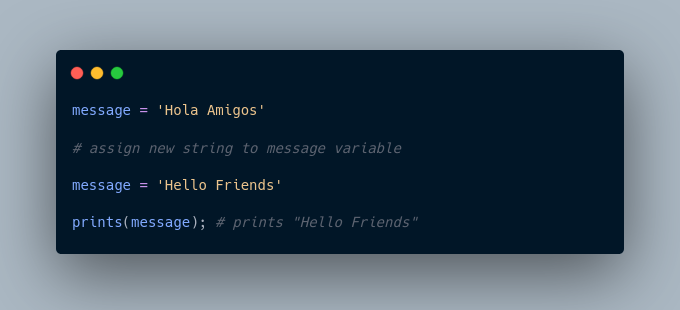 message = 'Hola Amigos'
# assign new string to message variable
message = 'Hello Friends'
prints(message); # prints "Hello Friends"